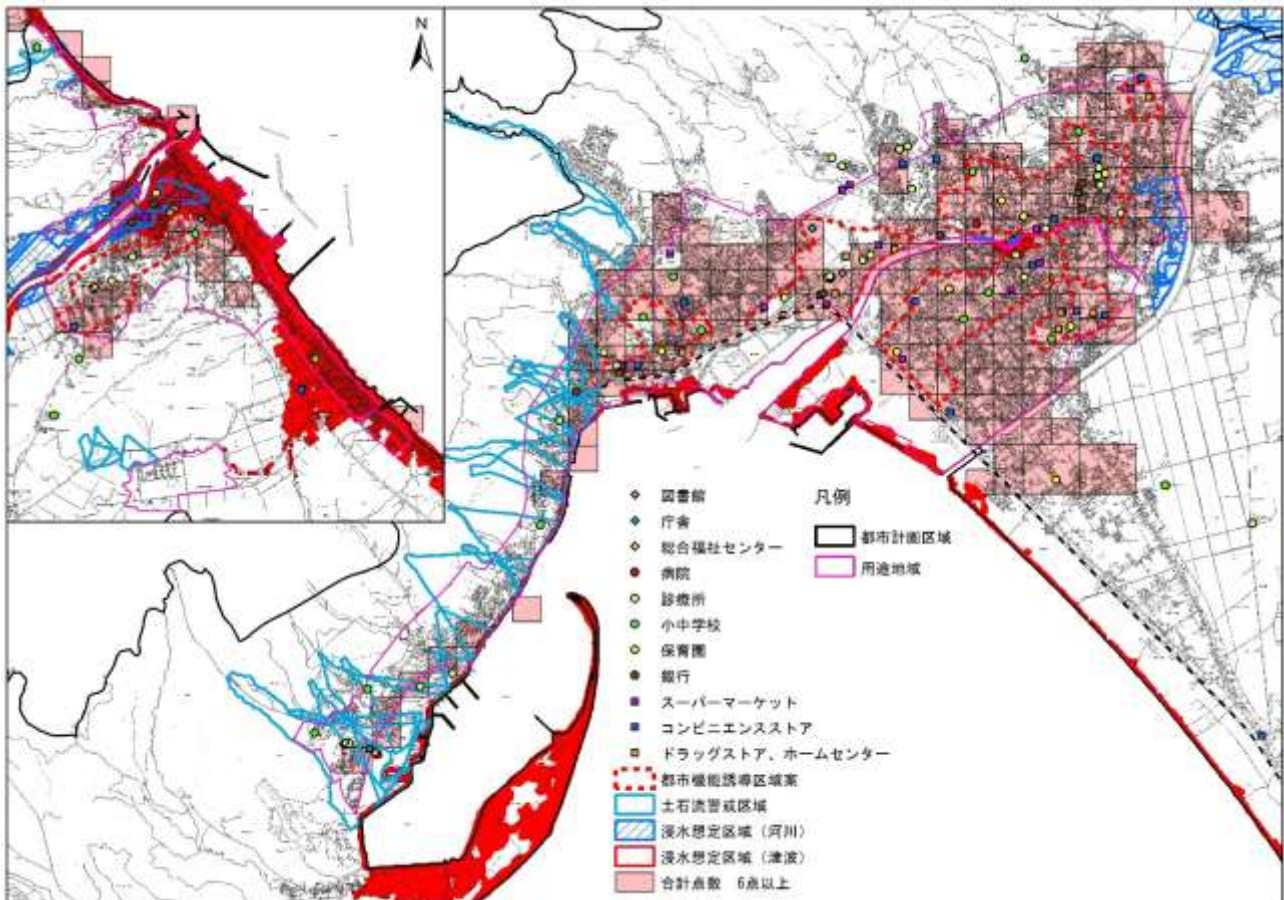 N
図書館
庁舎
総合福祉センター
病院
診療所
小中学校
保育園
銀行
スーパーマーケット
コンビニエンスストア
ドラッグストア、ホームセンター
都市機能誘導区域案
土石流警戒区域
浸水想定区域（河川）
浸水想定区域（津波）
合計点数　6点以上
凡例
都市計画区域
用途地域